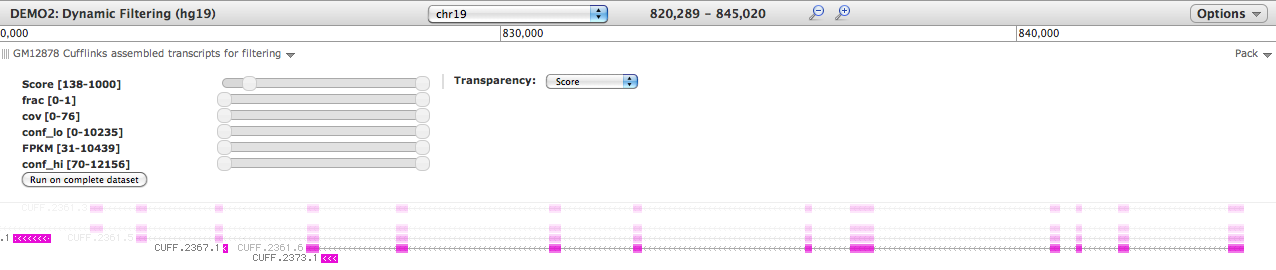 DEMO2: Dynamic Filtering (hg19) chr19 820,289 - 845,020 Options
0,000 830,000 840,000
GM12878 Cufflinks assembled transcripts for filtering Pack
Score [138-1000] Transparency: Score
frac [0-1]
cov [0-76]
conf_lo [0-10235]
FPKM [31-10439]
conf_hi [70-12156]
Run on complete dataset
CUFF.2361.
.1 CUFF.2361.5
CUFF.2367.1 CUFF.2361.6
CUFF.2373.1